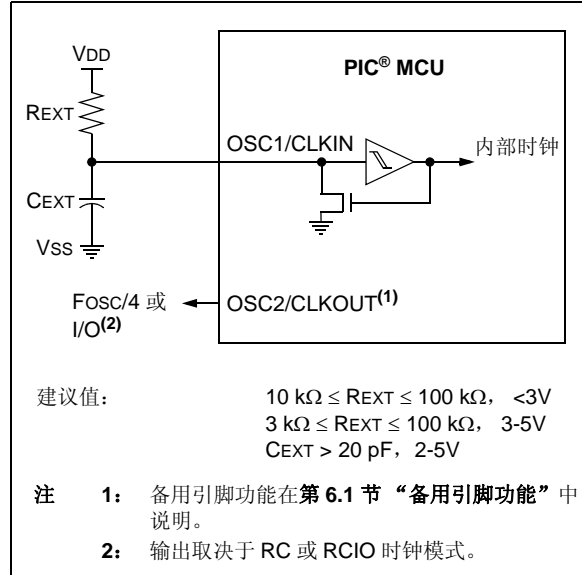 VDD
PIC® MCU
REXT
OSC1/CLKIN
内部时钟
CEXT
VSS
FOSC/4 或
I/O(2)
OSC2/CLKOUT(1)
建议值:
10 kΩ ≤ REXT ≤ 100 kΩ, <3V
3 kΩ ≤ REXT ≤ 100 kΩ, 3-5V
CEXT > 20 pF, 2-5V
注 1: 备用引脚功能在第 6.1 节 “备用引脚功能”中
说明。
2: 输出取决于 RC 或 RCIO 时钟模式。